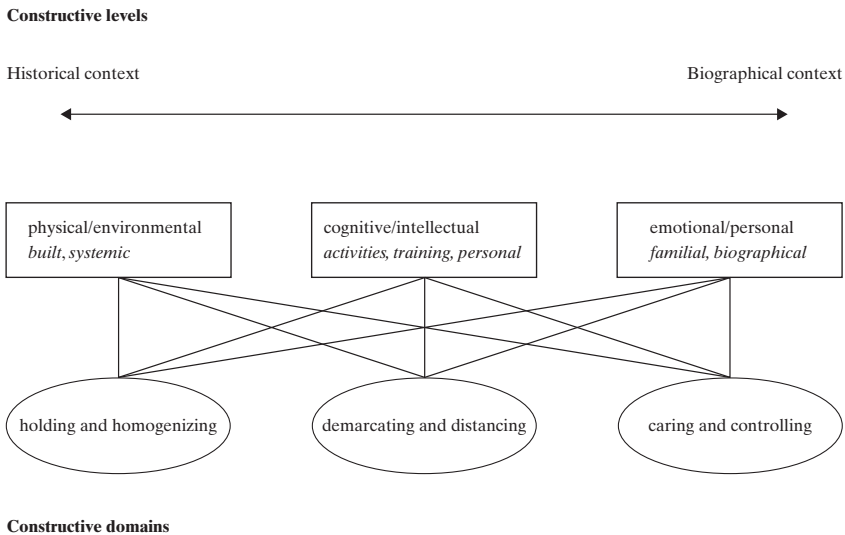 Constructive levels
Historical context
Biographical context
physical/environmental
built, systemic
cognitive/intellectual
activities, training, personal
emotional/personal
familial, biographical
holding and homogenizing
demarcating and distancing
caring and controlling
Constructive domains